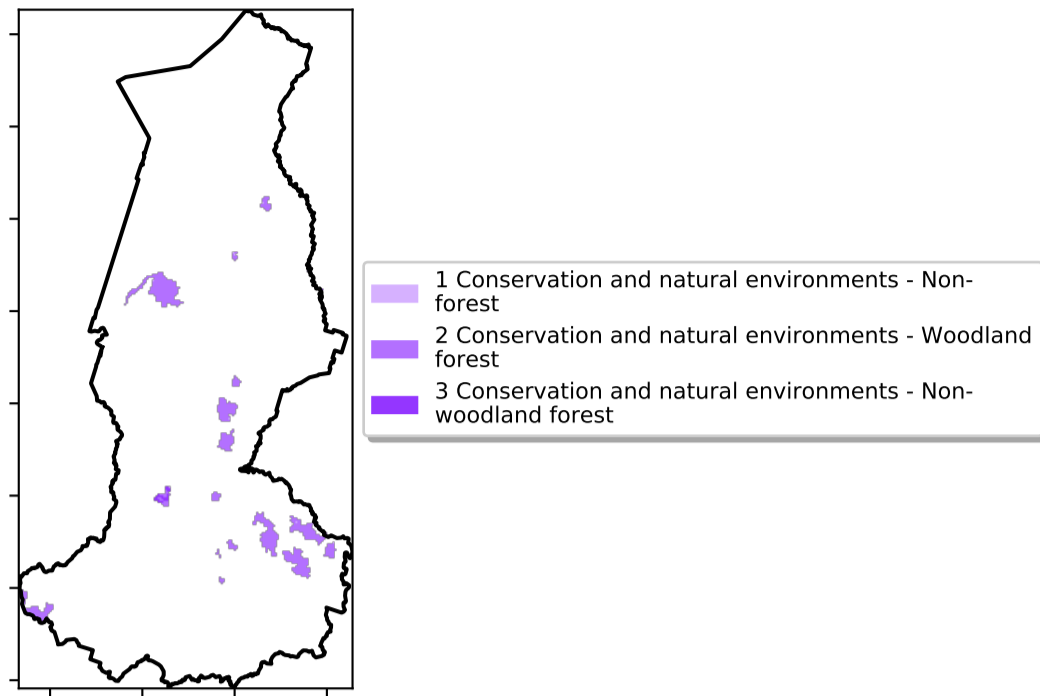 1 Conservation and natural environments - Non-
forest
2 Conservation and natural environments - Woodland
forest
3 Conservation and natural environments - Non-
woodland forest